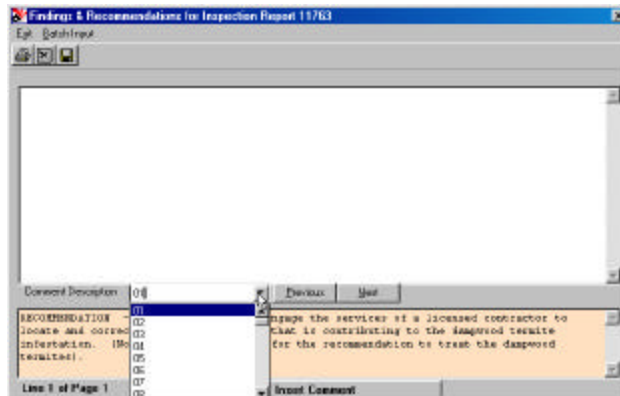 Findings & Recommendations for Inspection Report 11763
Exit Batch Input
Comment Description 01 Previous Next
01
02
03
04
05
06
07
08
RECOMMENDATION - ngage the services of a licensed contractor to
locate and correc that is contributing to the dampwood termite
infestation. (No for the recommendation to treat the dampwood
termites).
Line 1 of Page 1 Insert Comment